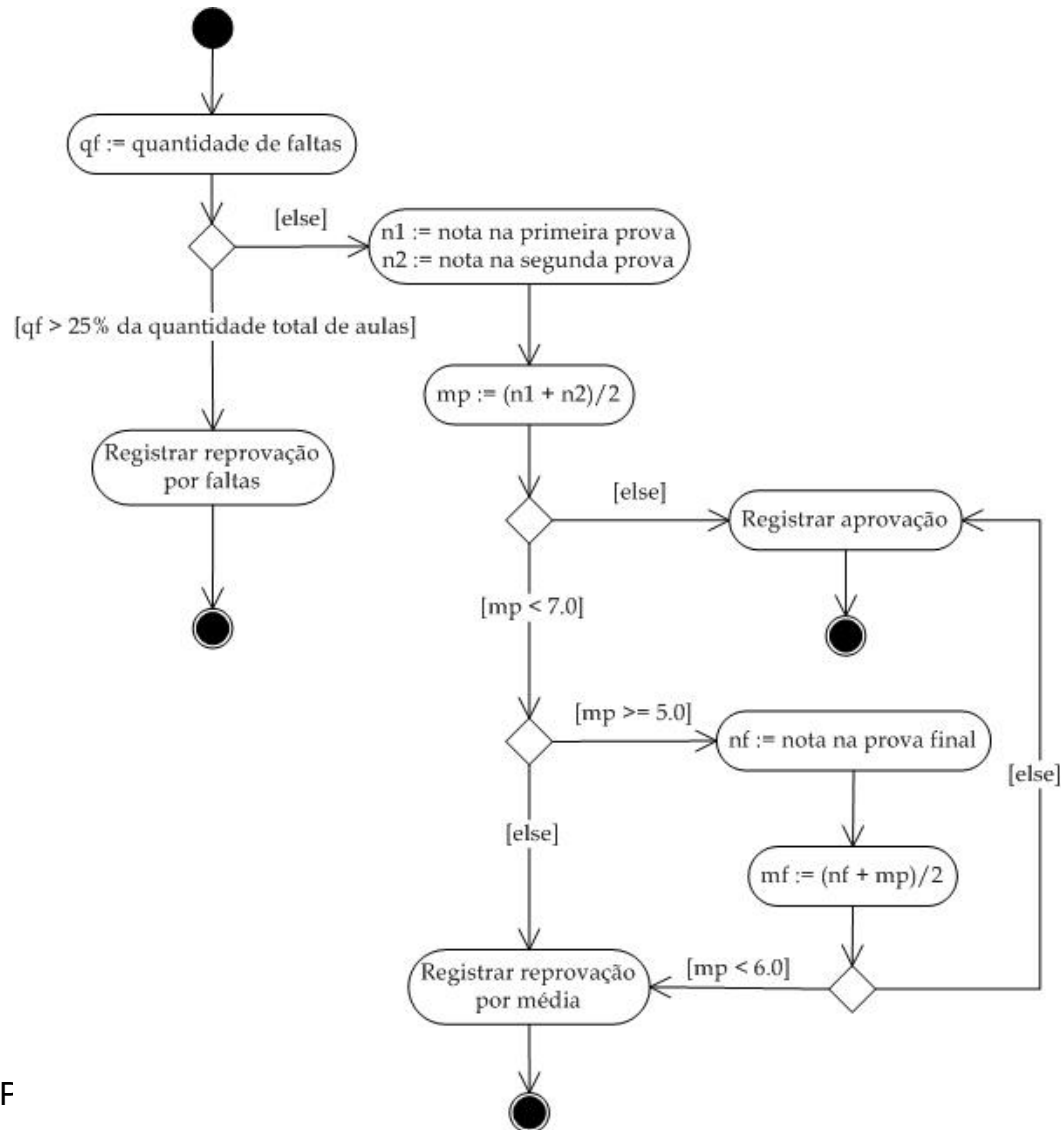 qf := quantidade de faltas
[else]
n1 := nota na primeira prova
n2 := nota na segunda prova
[qf > 25% da quantidade total de aulas]
mp := (n1 + n2)/2
Registrar reprovação
por faltas
[else]
Registrar aprovação
[mp < 7.0]
[mp >= 5.0]
nf := nota na prova final
[else]
[else]
mf := (nf + mp)/2
Registrar reprovação
por média
[mp < 6.0]
F